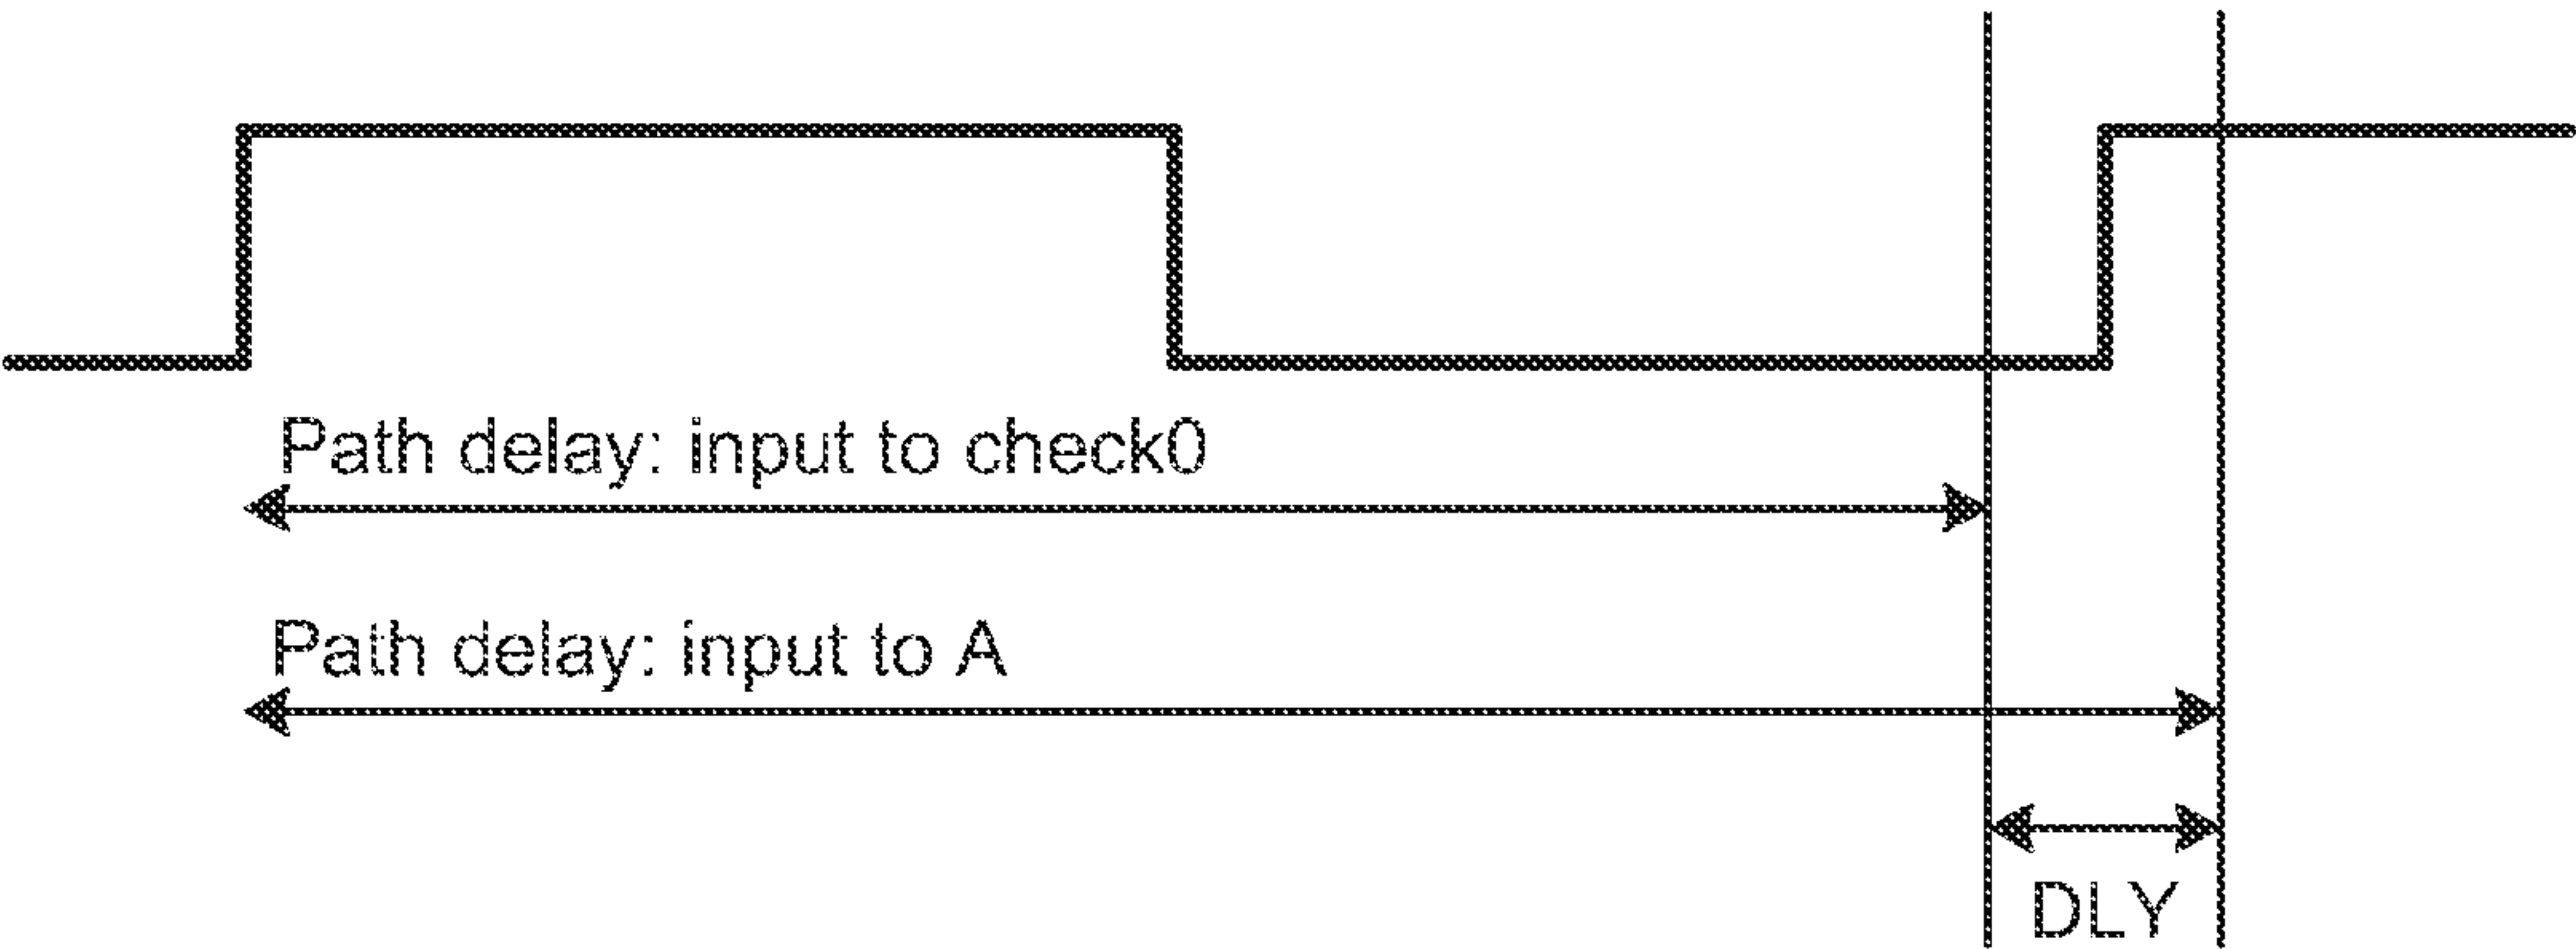 Path delay: input to check0
Path delay: input to A
DLY